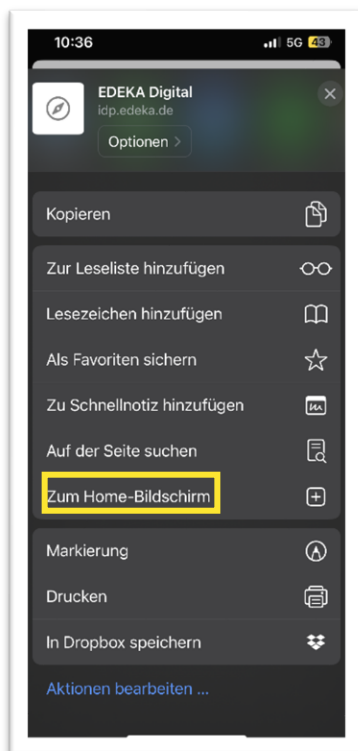 10:36 5G 43
EDEKA Digital
idp.edeka.de
Optionen >
Kopieren
Zur Leseliste hinzufügen
Lesezeichen hinzufügen
Als Favoriten sichern
Zu Schnellnotiz hinzufügen
Auf der Seite suchen
Zum Home-Bildschirm
Markierung
Drucken
In Dropbox speichern
Aktionen bearbeiten ...